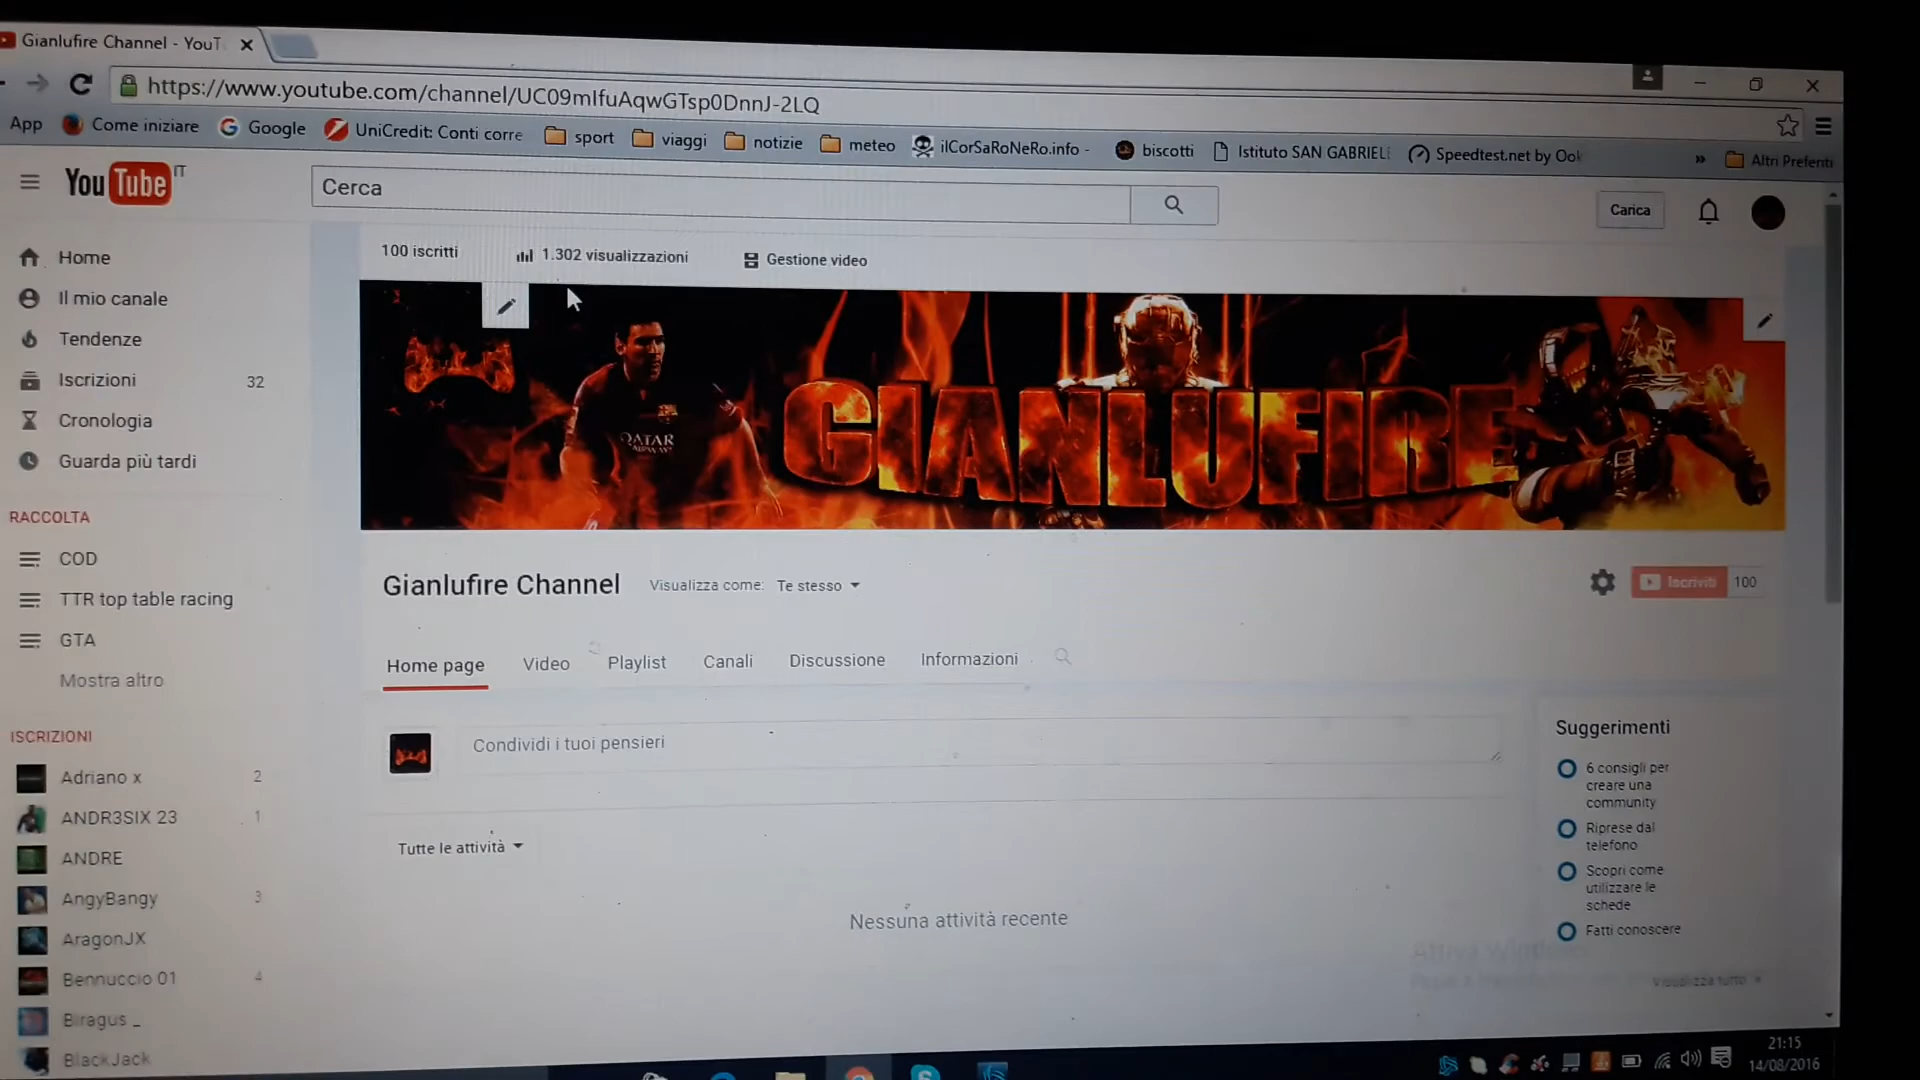 Gianlufire Channel - YouT
https://www.youtube.com/channel/UC09mIfuAqwGTsp0DnnJ-2LQ
App Come iniziare Google UniCredit: Conti corre sport viaggi notizie meteo ilCorSaRoNeRo.info - biscotti Istituto SAN GABRIELE Speedtest.net by Ook » Altri Preferiti
YouTube IT
Cerca
Carica
100 iscritti 1.302 visualizzazioni Gestione video
Home
Il mio canale
Tendenze
Iscrizioni 32
Cronologia
Guarda più tardi
RACCOLTA
COD
TTR top table racing
GTA
Mostra altro
ISCRIZIONI
Adriano x 2
ANDR3SIX 23 1
ANDRE
AngyBangy 3
AragonJX
Bennuccio 01 4
Biragus _
BlackJack
QATAR
AIRWAYS
GIANLUFIRE
Gianlufire Channel Visualizza come: Te stesso
Iscriviti 100
Home page Video Playlist Canali Discussione Informazioni
Condividi i tuoi pensieri
Tutte le attività
Nessuna attività recente
Suggerimenti
6 consigli per
creare una
community
Riprese dal
telefono
Scopri come
utilizzare le
schede
Fatti conoscere
Attiva Windows
Visualizza tutto »
21:15
14/08/2016